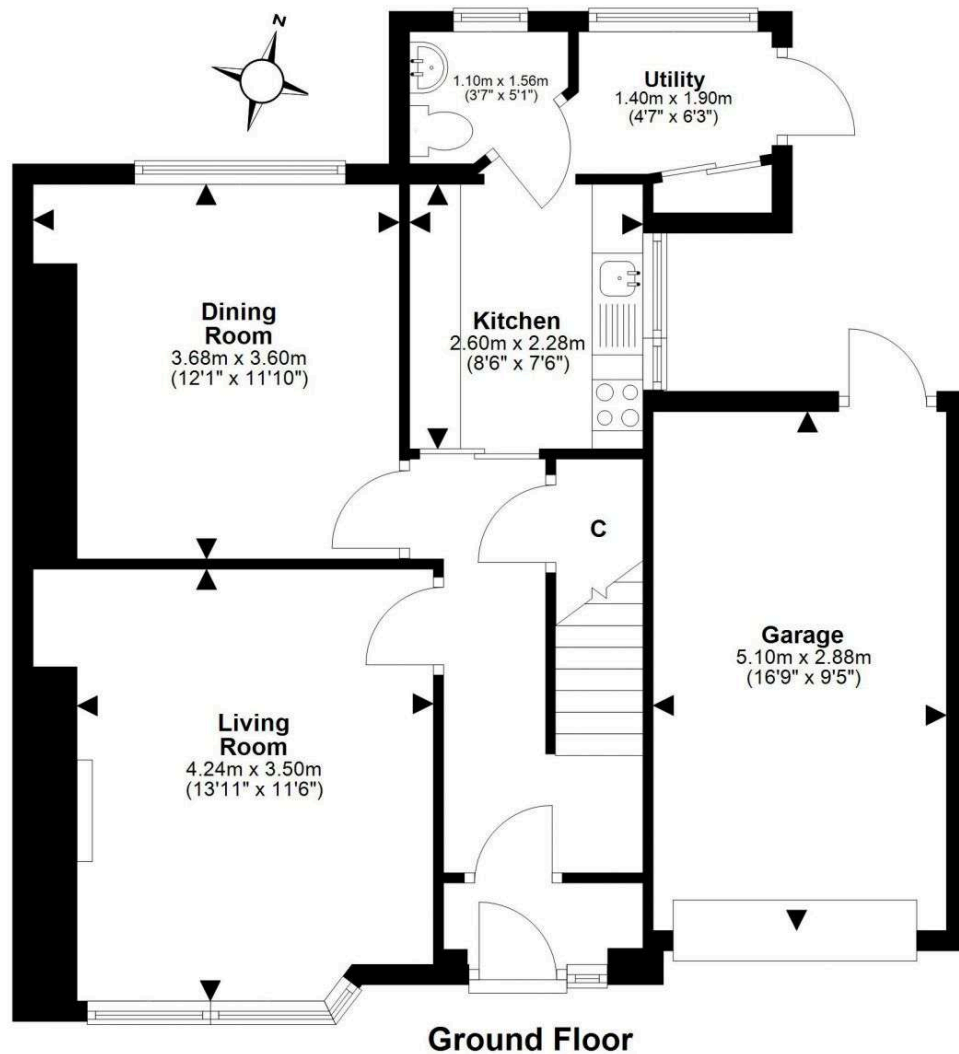 N
1.10m x 1.56m
(3'7" x 5'1")
Utility
1.40m x 1.90m
(4'7" x 6'3")
Dining
Room
3.68m x 3.60m
(12'1" x 11'10")
Kitchen
2.60m x 2.28m
(8'6" x 7'6")
C
Garage
5.10m x 2.88m
(16'9" x 9'5")
Living
Room
4.24m x 3.50m
(13'11" x 11'6")
Ground Floor